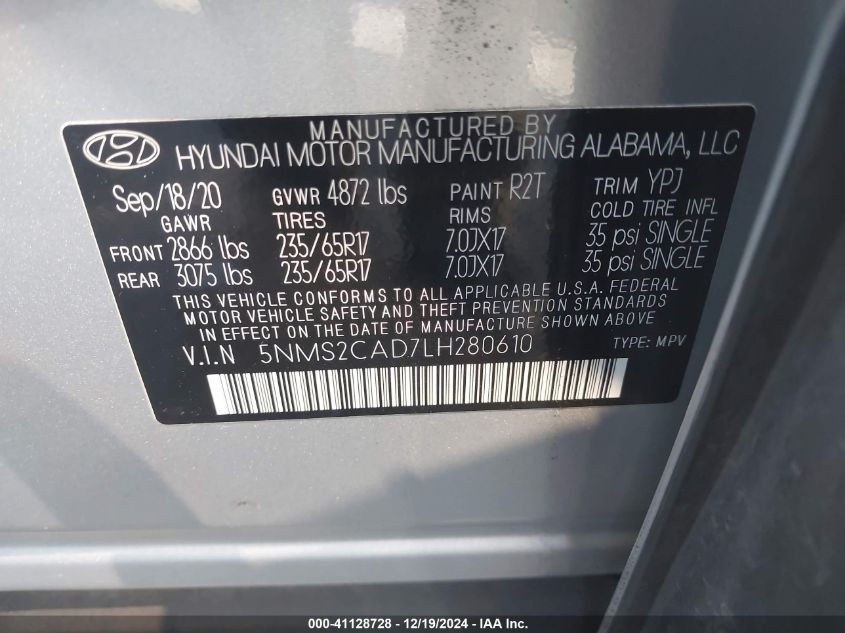 MANUFACTURED BY
HYUNDAI MOTOR MANUFACTURING ALABAMA, LLC
Sep/18/20 GVWR 4872 lbs PAINT R2T TRIM YPJ
GAWR TIRES RIMS COLD TIRE INFL
FRONT 2866 lbs 235/65R17 7.0JX17 35 psi SINGLE
REAR 3075 lbs 235/65R17 7.0JX17 35 psi SINGLE
THIS VEHICLE CONFORMS TO ALL APPLICABLE U.S.A. FEDERAL
MOTOR VEHICLE SAFETY AND THEFT PREVENTION STANDARDS
IN EFFECT ON THE DATE OF MANUFACTURE SHOWN ABOVE
V.I.N 5NMS2CAD7LH280610 TYPE: MPV
000-41128728 - 12/19/2024 - IAA Inc.